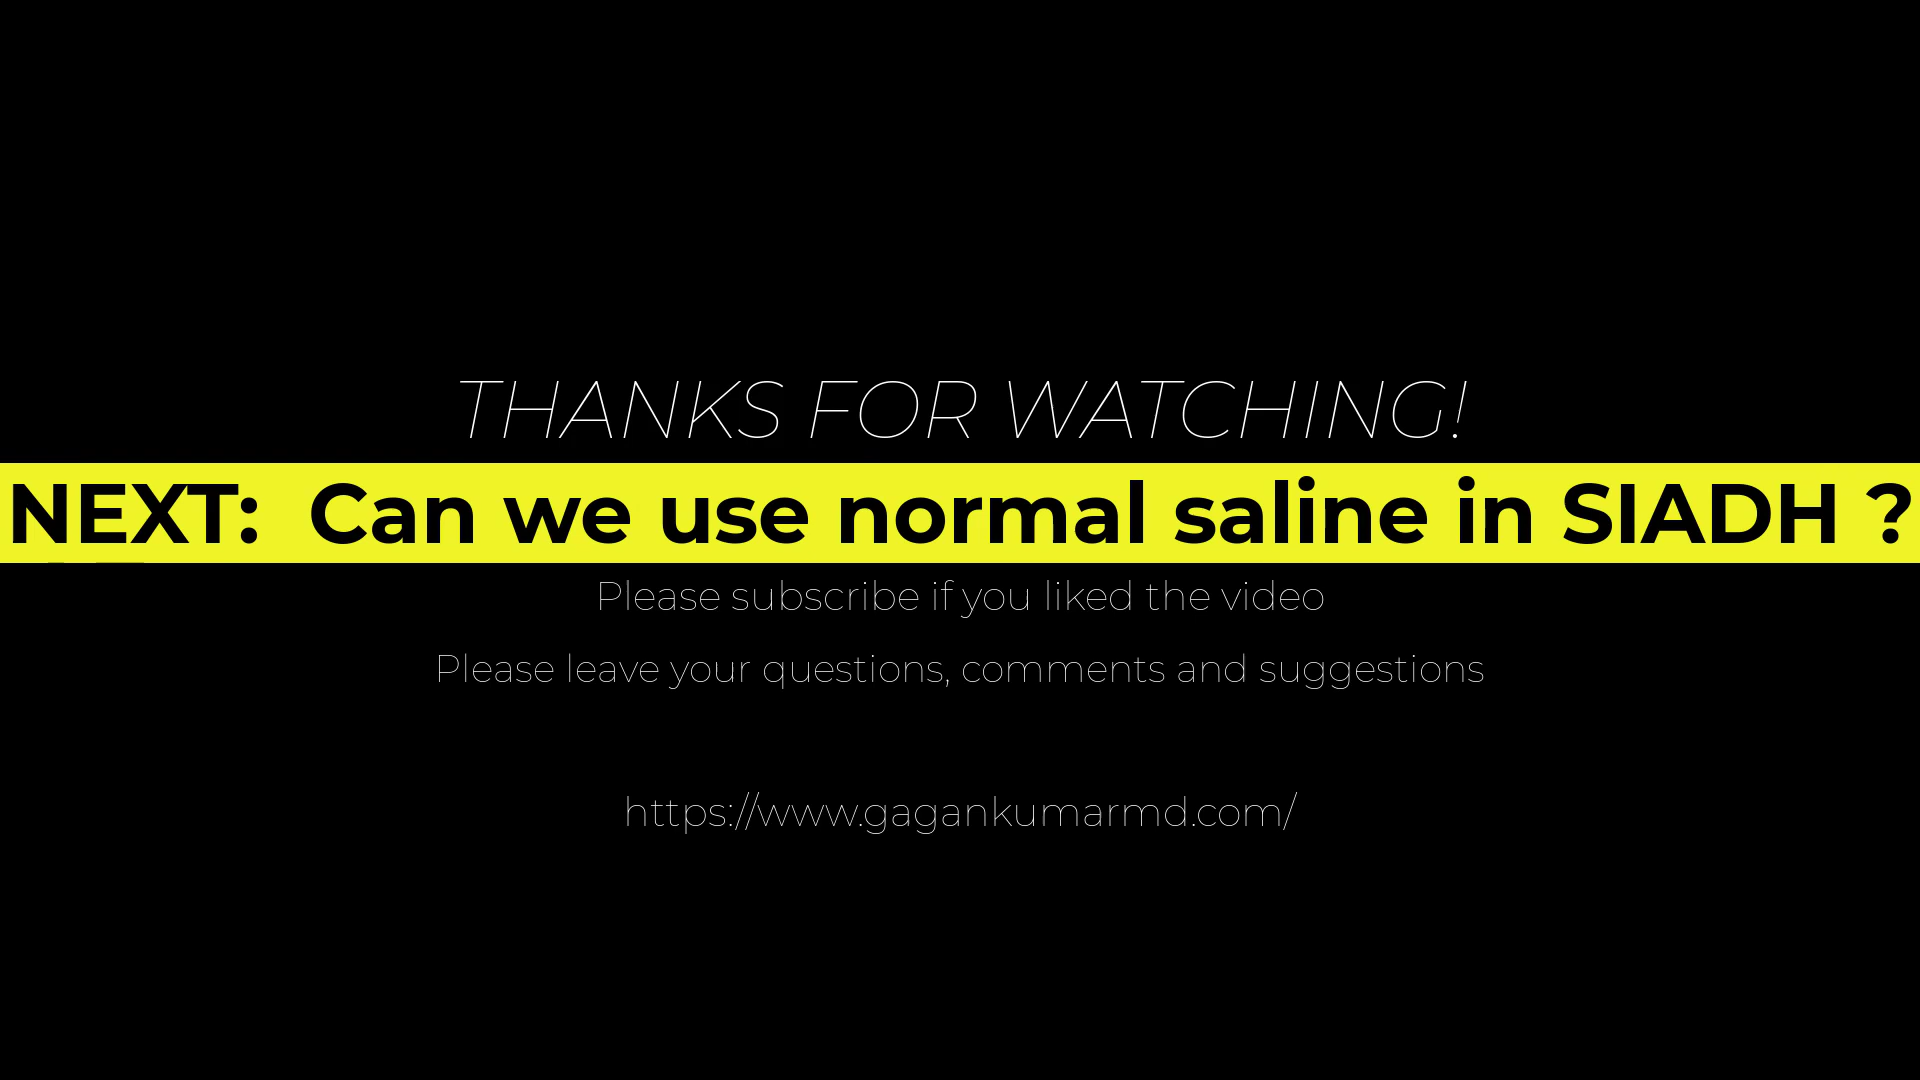 THANKS FOR WATCHING!
NEXT: Can we use normal saline in SIADH ?
Please subscribe if you liked the video
Please leave your questions, comments and suggestions
https://www.gagankumarmd.com/